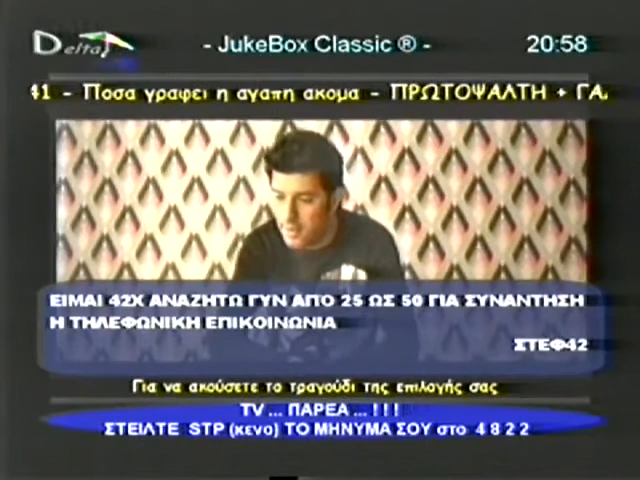 Delta
- JukeBox Classic ® -
20:58
41 - Ποσα γραφει η αγαπη ακομα - ΠΡΩΤΟΨΑΛΤΗ + ΓΑ
ΕΙΜΑΙ 42Χ ΑΝΑΖΗΤΩ ΓΥΝ ΑΠΟ 25 ΩΣ 50 ΓΙΑ ΣΥΝΑΝΤΗΣΗ
Η ΤΗΛΕΦΩΝΙΚΗ ΕΠΙΚΟΙΝΩΝΙΑ
ΣΤΕΦ42
Για να ακούσετε το τραγούδι της επιλογής σας
TV ... ΠΑΡΕΑ ... ! ! !
ΣΤΕΙΛΤΕ STP (κενο) ΤΟ ΜΗΝΥΜΑ ΣΟΥ στο 4 8 2 2